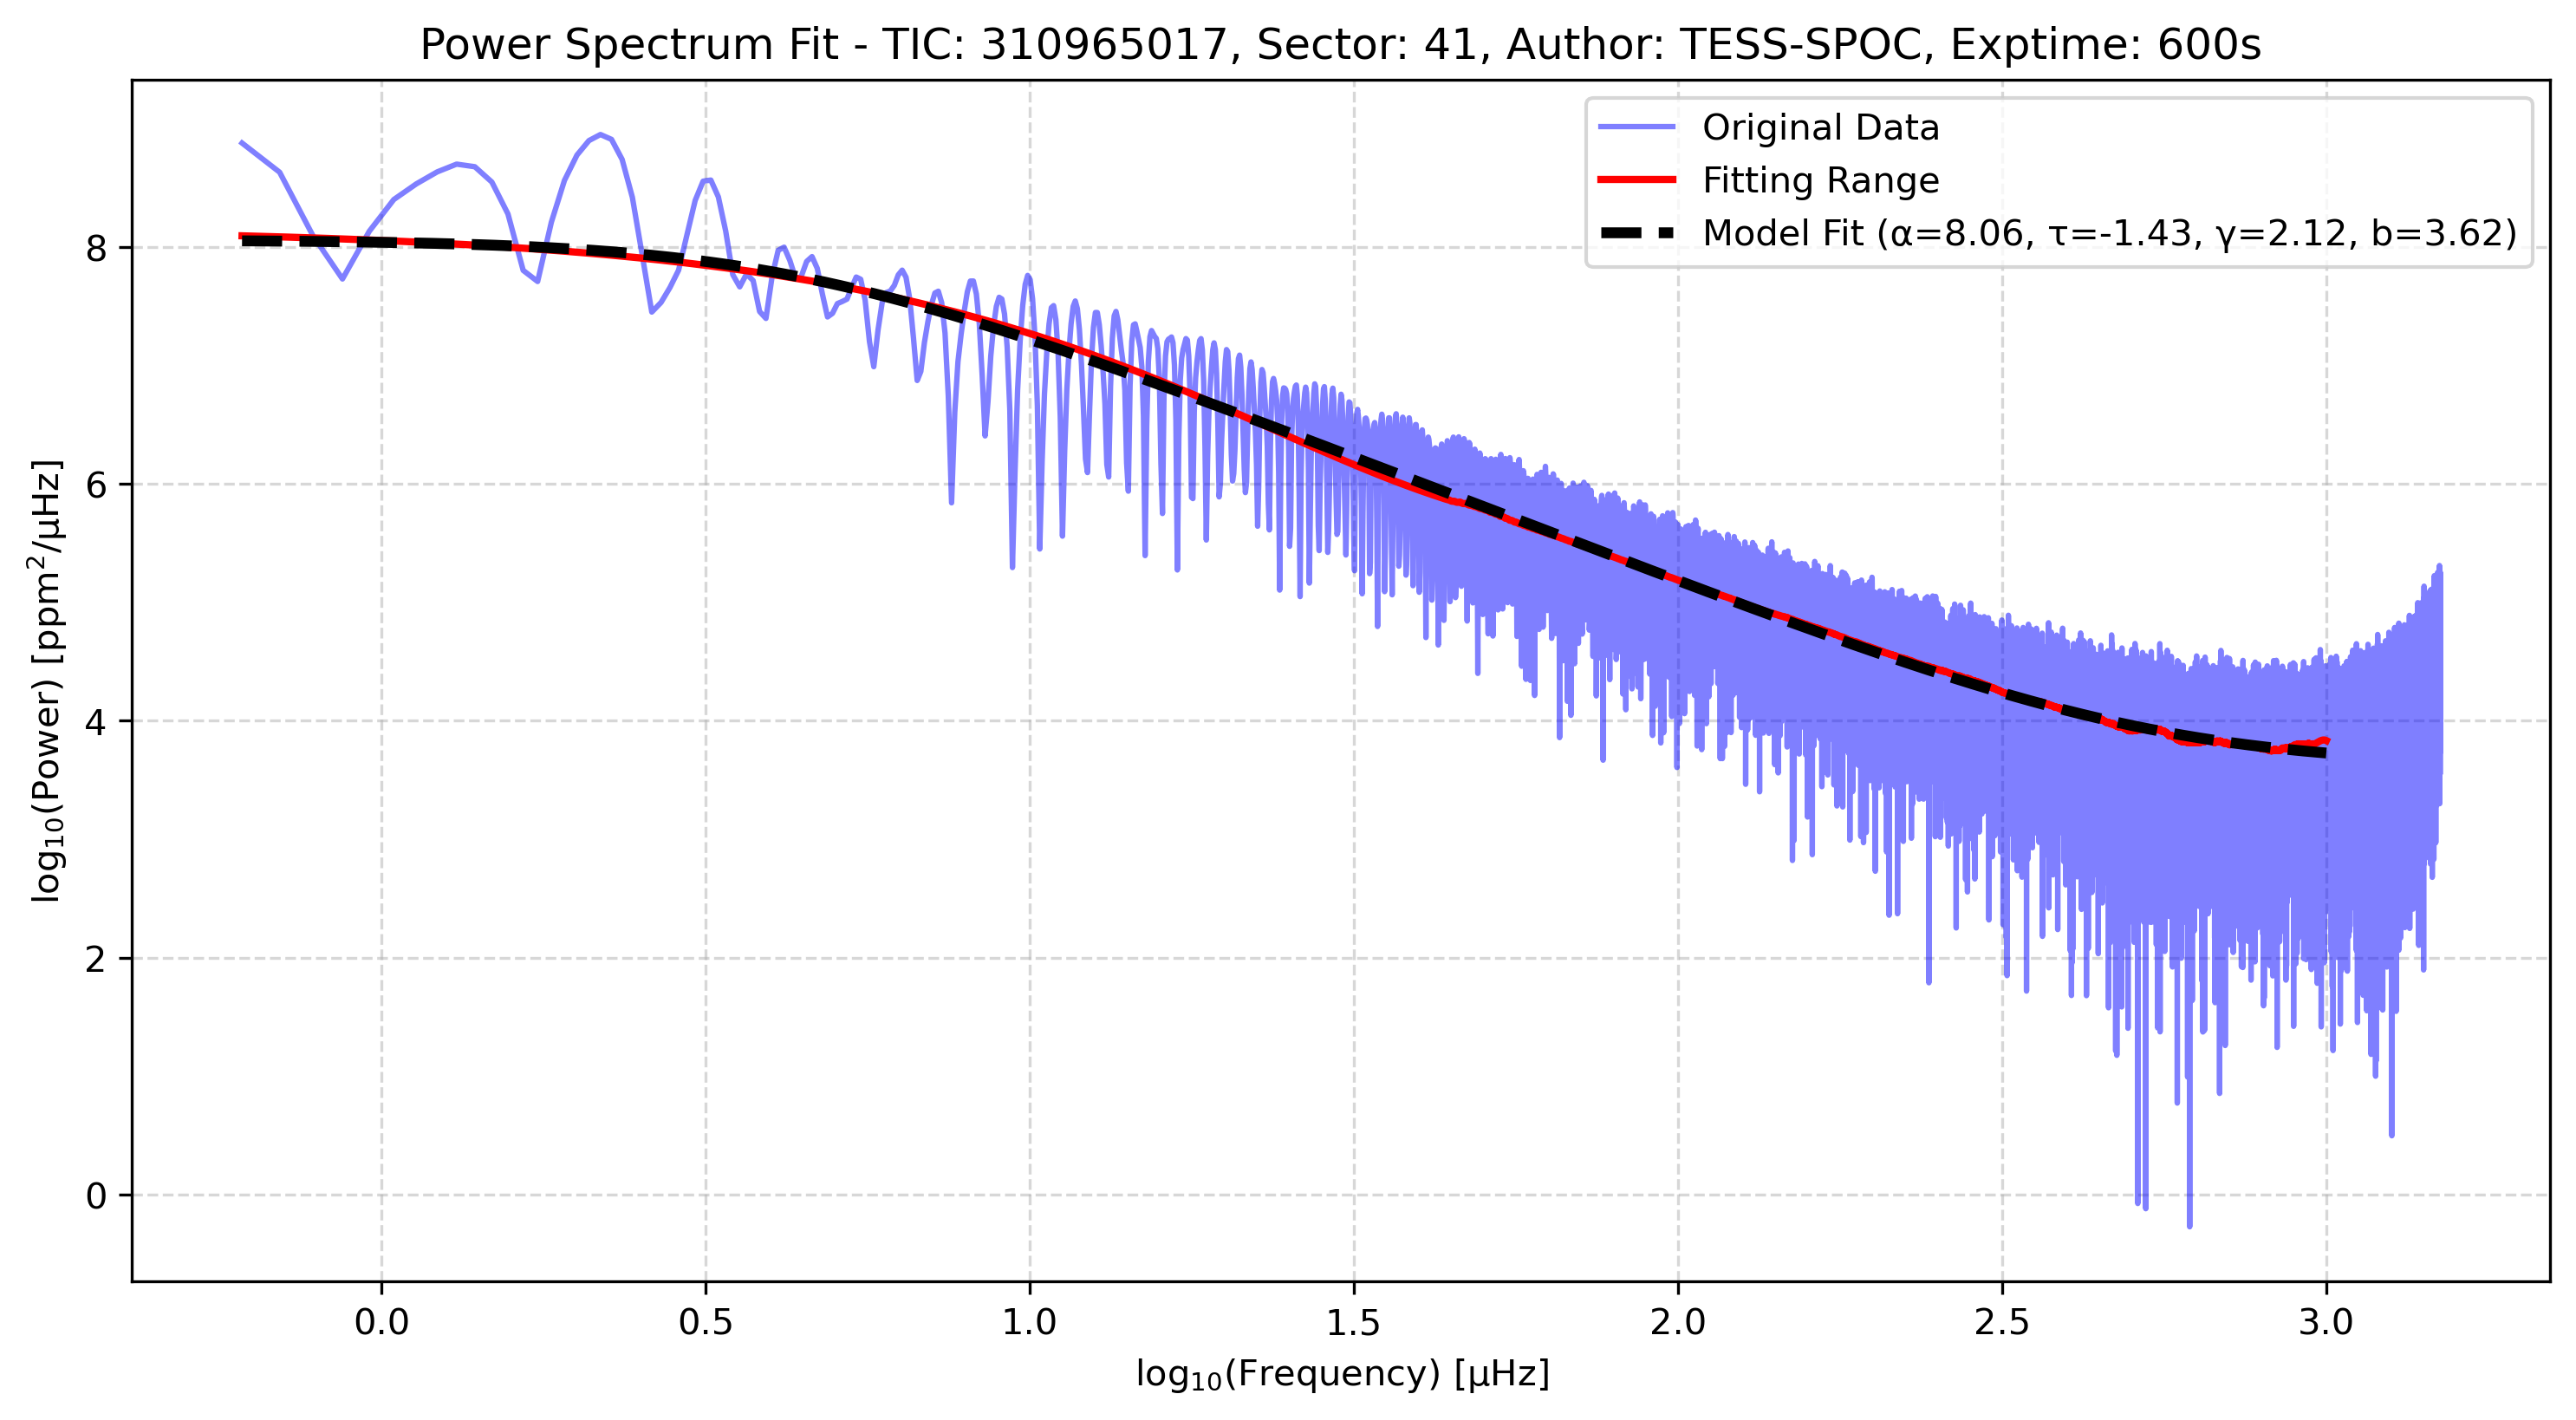 Power Spectrum Fit - TIC: 310965017, Sector: 41, Author: TESS-SPOC, Exptime: 600s
Original Data
Fitting Range
Model Fit (α=8.06, τ=-1.43, γ=2.12, b=3.62)
log₁₀(Power) [ppm²/μHz]
8
6
4
2
0
0.0 0.5 1.0 1.5 2.0 2.5 3.0
log₁₀(Frequency) [μHz]